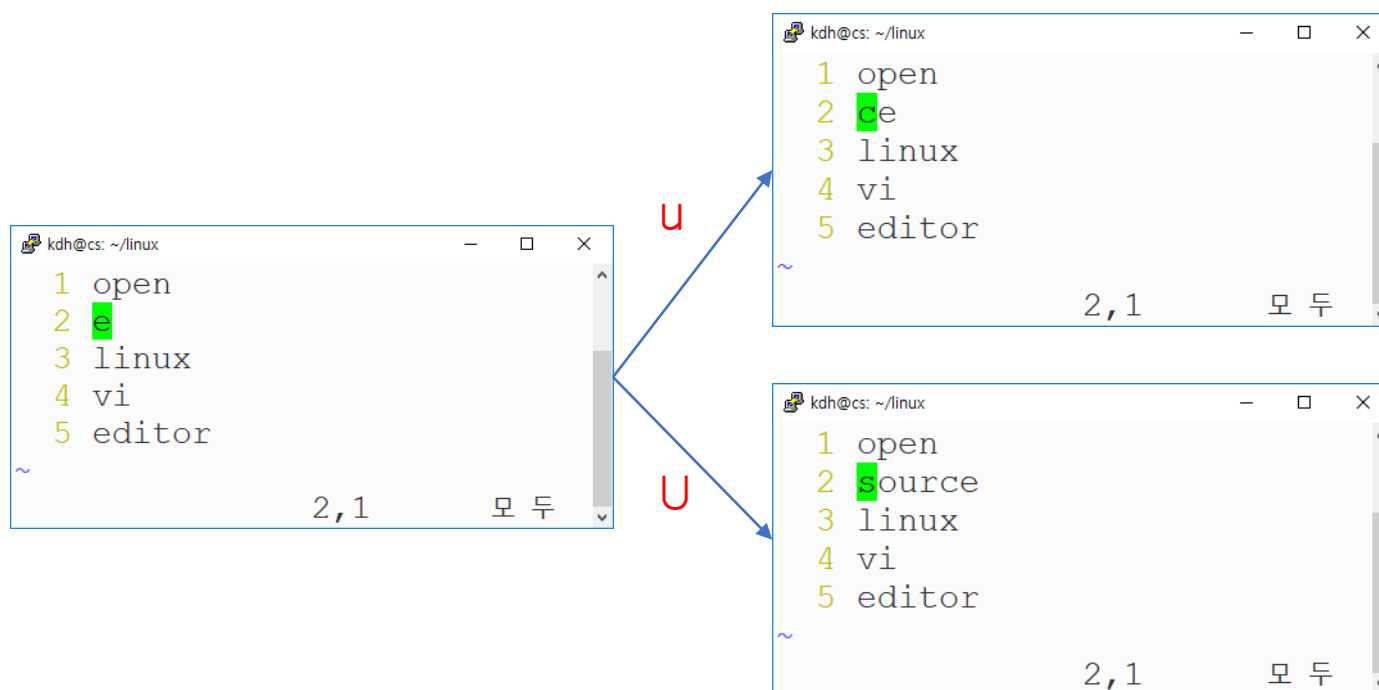 kdh@cs: ~/linux
1 open
2 e
3 linux
4 vi
5 editor
~
2,1 모두
u
U
kdh@cs: ~/linux
1 open
2 ce
3 linux
4 vi
5 editor
~
2,1 모두
kdh@cs: ~/linux
1 open
2 source
3 linux
4 vi
5 editor
~
2,1 모두